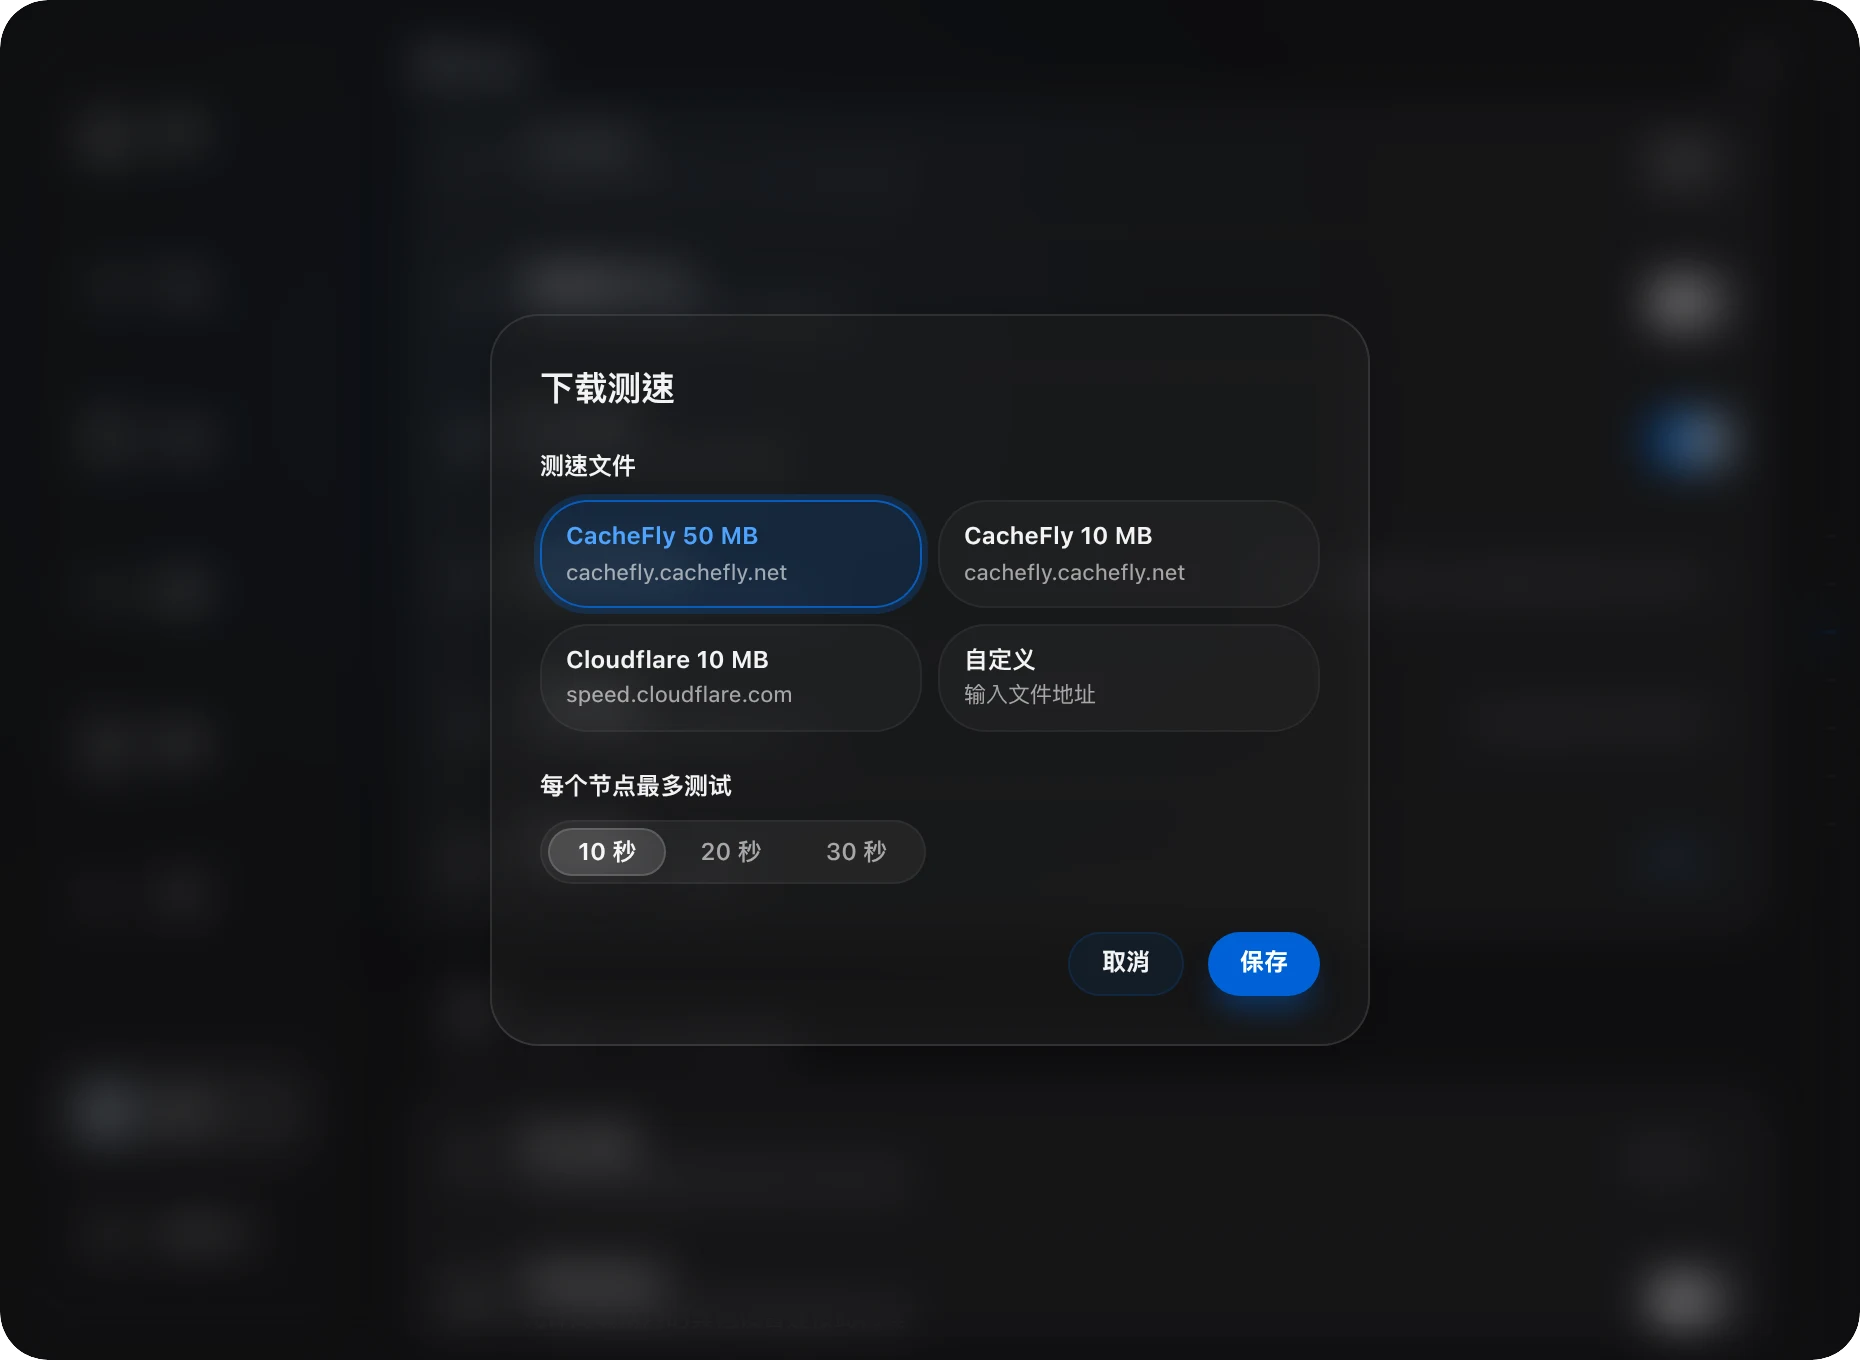 下载测速
测速文件
CacheFly 50 MB
cachefly.cachefly.net
CacheFly 10 MB
cachefly.cachefly.net
Cloudflare 10 MB
speed.cloudflare.com
自定义
输入文件地址
每个节点最多测试
10 秒
20 秒
30 秒
取消
保存